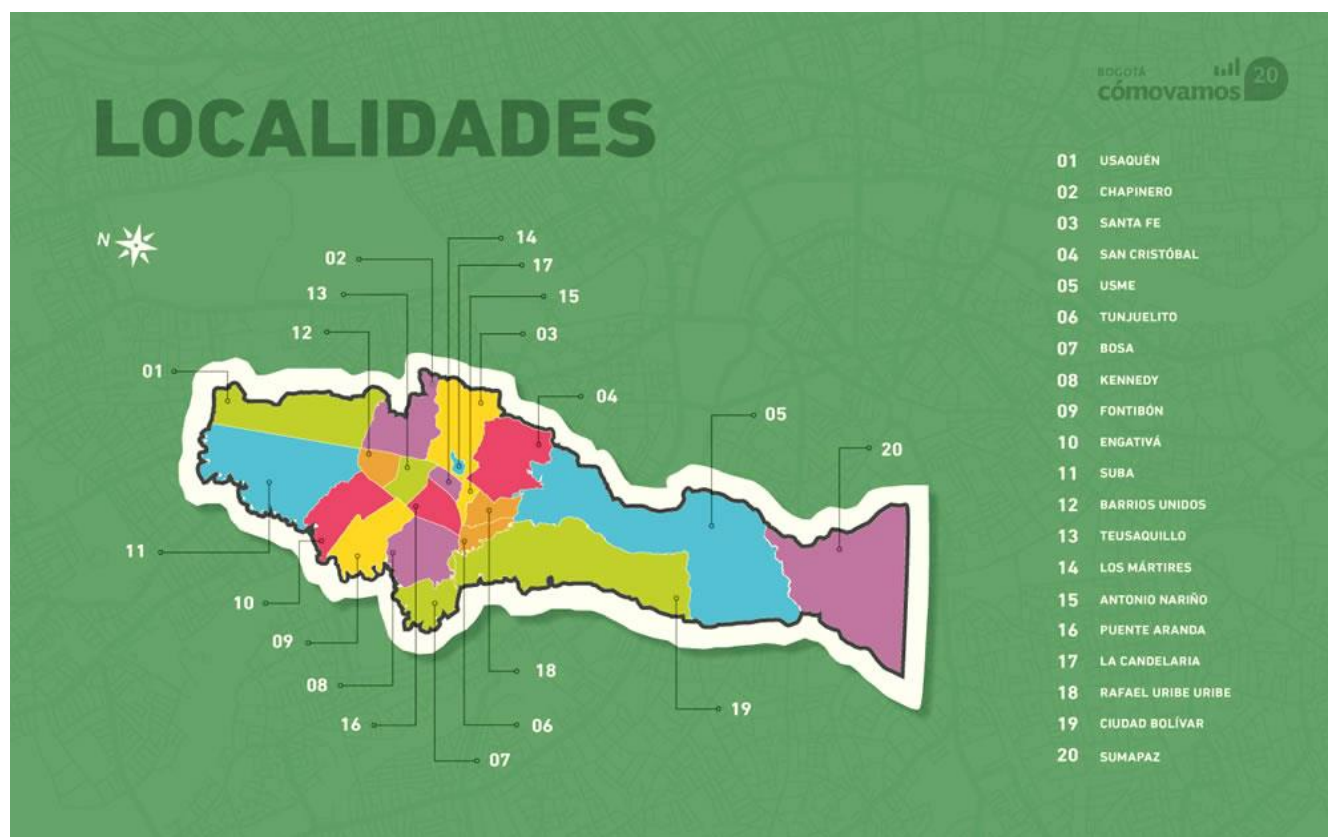 BOGOTÁ
cómovamos 20
LOCALIDADES
N
14
02
17
13
15
12
03
01
04
05
20
11
10
09
18
08
19
16
06
07
01 USAQUÉN
02 CHAPINERO
03 SANTA FE
04 SAN CRISTÓBAL
05 USME
06 TUNJUELITO
07 BOSA
08 KENNEDY
09 FONTIBÓN
10 ENGATIVÁ
11 SUBA
12 BARRIOS UNIDOS
13 TEUSAQUILLO
14 LOS MÁRTIRES
15 ANTONIO NARIÑO
16 PUENTE ARANDA
17 LA CANDELARIA
18 RAFAEL URIBE URIBE
19 CIUDAD BOLÍVAR
20 SUMAPAZ